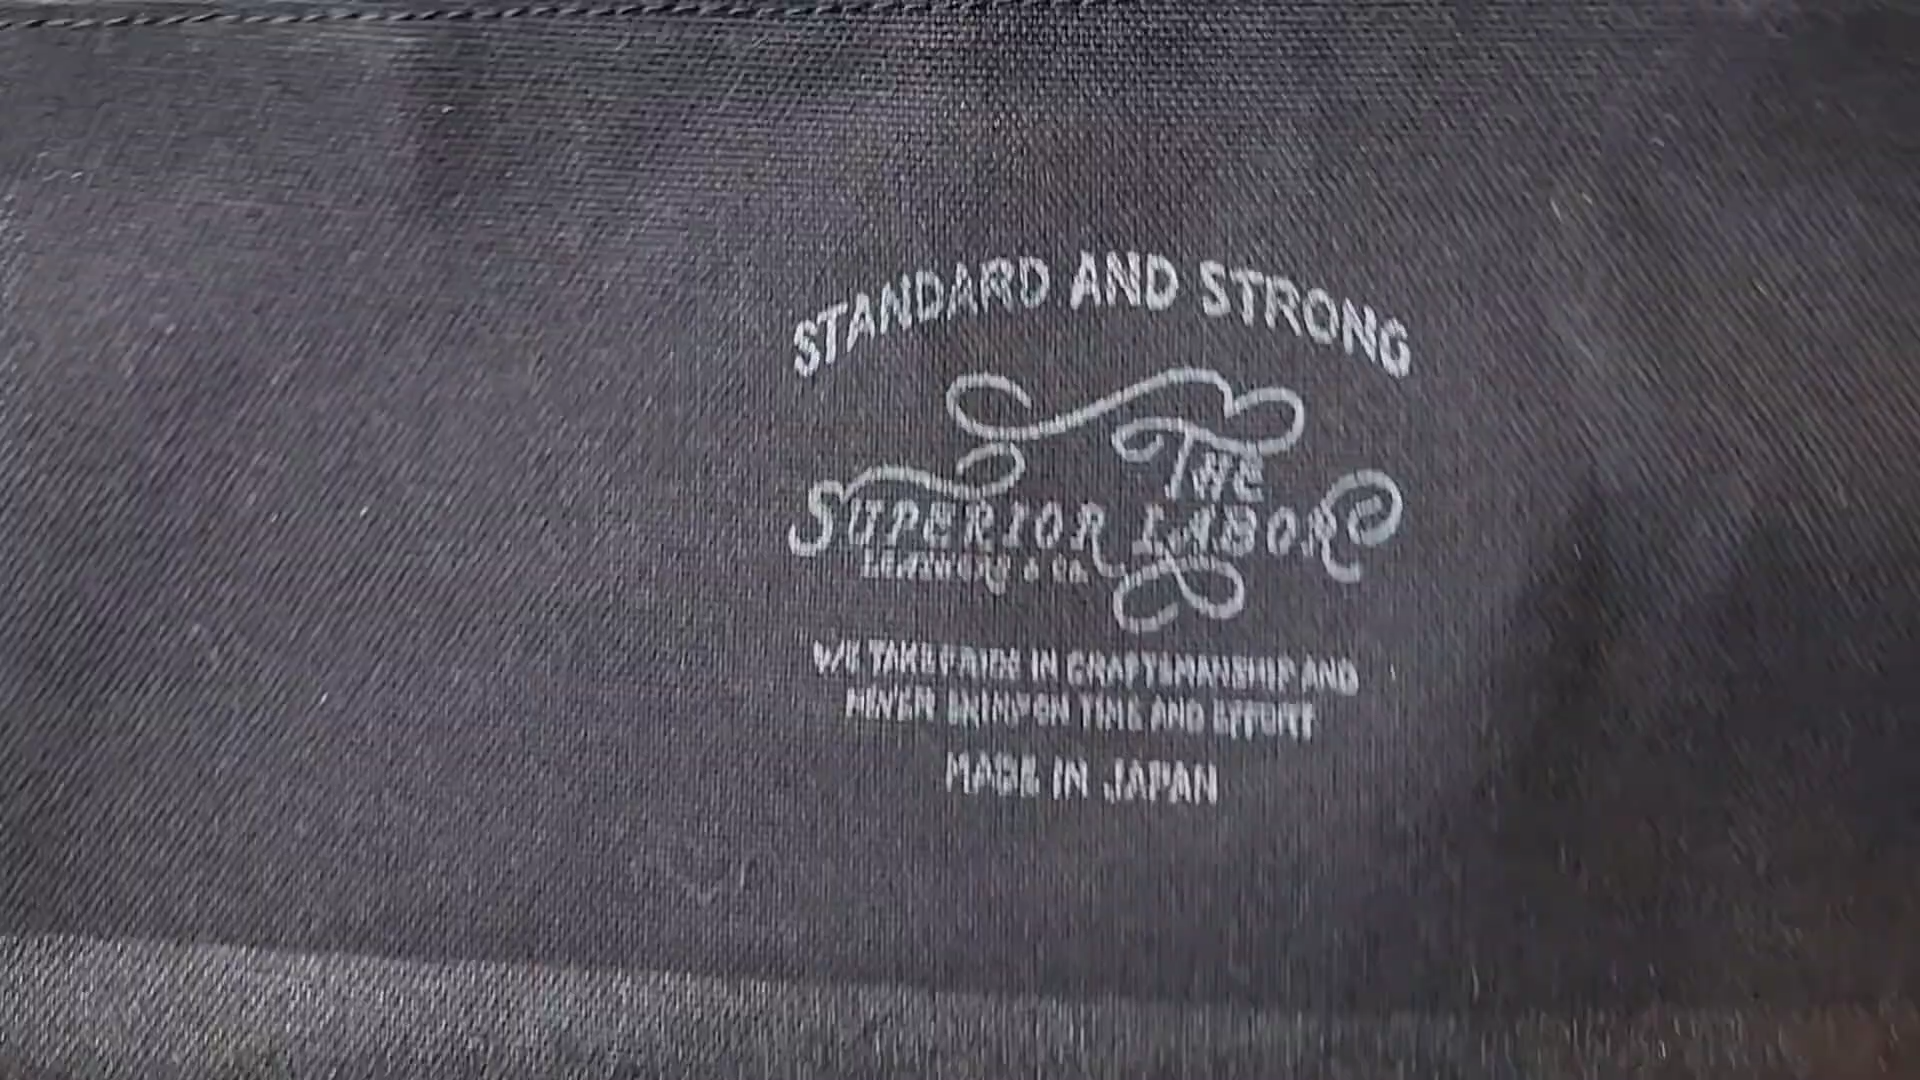 STANDARD AND STRONG
THE
SUPERIOR LABOR
& CO.
WE TAKE PRIDE IN CRAFTSMANSHIP AND
NEVER SKIMP ON TIME AND EFFORT
MADE IN JAPAN